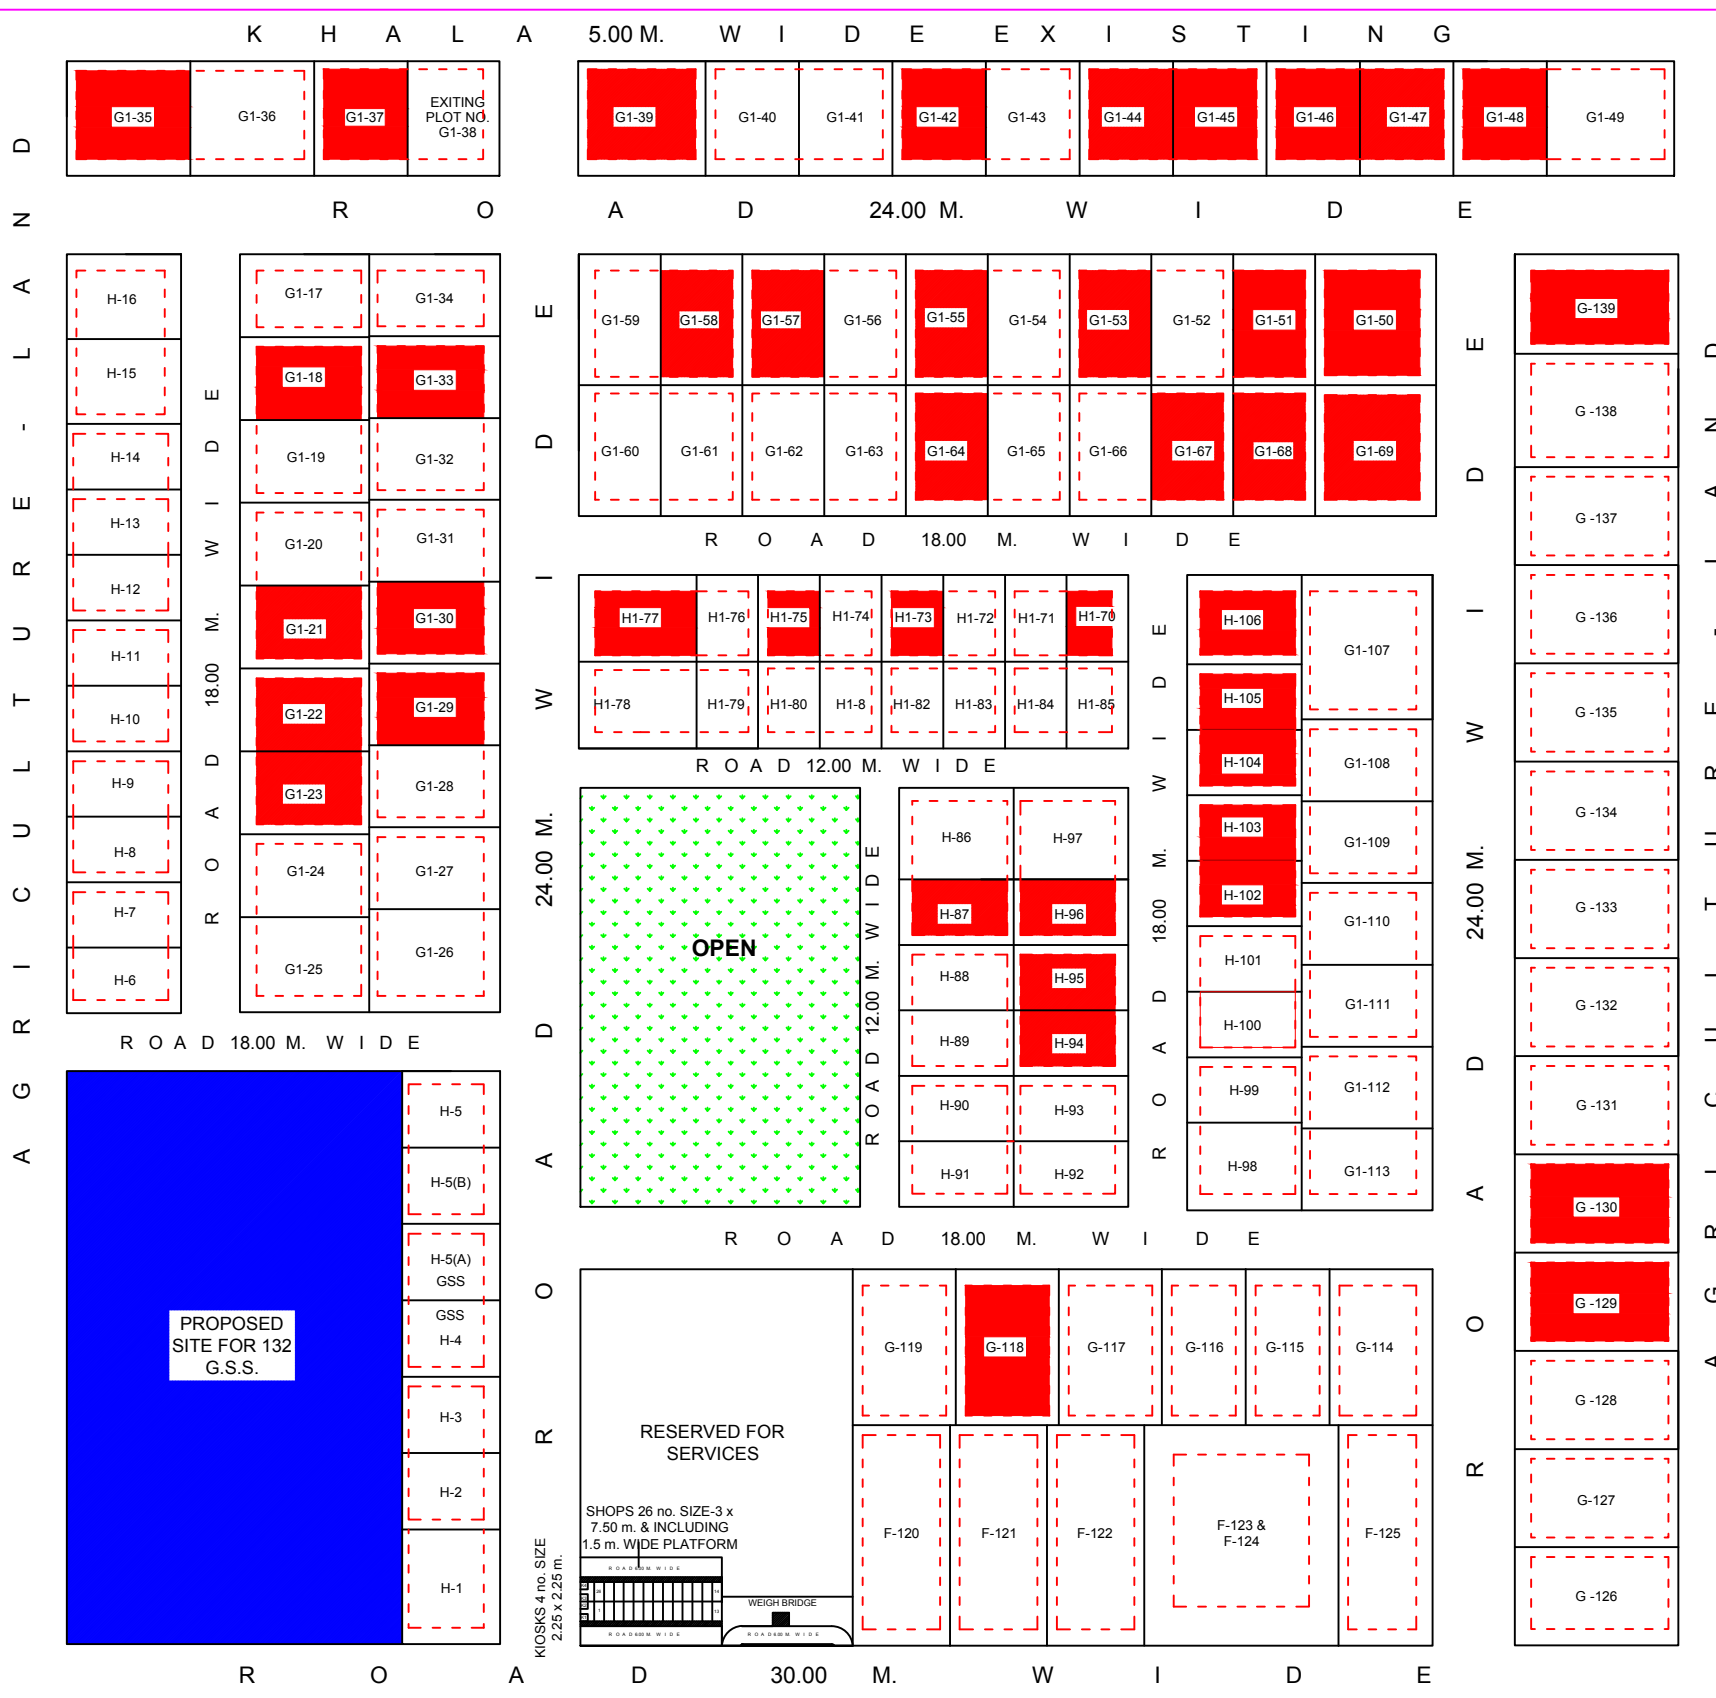 K H A L A 5.00 M. W I D E E X I S T I N G
G1-35
G1-36
G1-37
EXITING
PLOT NO.
G1-38
G1-39
G1-40
G1-41
G1-42
G1-43
G1-44
G1-45
G1-46
G1-47
G1-48
G1-49
R O A D 24.00 M. W I D E
A G R I C U L T U R E - L A N D
H-16
H-15
H-14
H-13
H-12
H-11
H-10
H-9
H-8
H-7
H-6
R O A D 18.00 M. W I D E
G1-17
G1-34
G1-18
G1-33
G1-19
G1-32
G1-20
G1-31
G1-21
G1-30
G1-22
G1-29
G1-23
G1-28
G1-24
G1-27
G1-25
G1-26
R O A D 18.00 M. W I D E
R O A D 24.00 M. W I D E
G1-59
G1-58
G1-57
G1-56
G1-55
G1-54
G1-53
G1-52
G1-51
G1-50
G1-60
G1-61
G1-62
G1-63
G1-64
G1-65
G1-66
G1-67
G1-68
G1-69
R O A D 18.00 M. W I D E
H1-77
H1-76
H1-75
H1-74
H1-73
H1-72
H1-71
H1-70
H1-78
H1-79
H1-80
H1-8
H1-82
H1-83
H1-84
H1-85
R O A D 12.00 M. W I D E
OPEN
R O A D 12.00 M. W I D E
H-86
H-97
H-87
H-96
H-88
H-95
H-89
H-94
H-90
H-93
H-91
H-92
R O A D 18.00 M. W I D E
H-106
H-105
H-104
H-103
H-102
H-101
H-100
H-99
H-98
G1-107
G1-108
G1-109
G1-110
G1-111
G1-112
G1-113
R O A D 24.00 M. W I D E
G-139
G -138
G -137
G -136
G -135
G -134
G -133
G -132
G -131
G -130
G -129
G -128
G-127
G -126
A G R I C U L T U R E - L A N D
R O A D 18.00 M. W I D E
PROPOSED
SITE FOR 132
G.S.S.
H-5
H-5(B)
H-5(A)
GSS
GSS
H-4
H-3
H-2
H-1
RESERVED FOR
SERVICES
G-119
G-118
G-117
G-116
G-115
G-114
F-120
F-121
F-122
F-123 &
F-124
F-125
SHOPS 26 no. SIZE-3 x
7.50 m. & INCLUDING
1.5 m. WIDE PLATFORM
R O A D 6.00 M. W I D E
26
14
1
13
R O A D 6.00 M. W I D E
KIOSKS 4 no. SIZE
2.25 x 2.25 m.
WEIGH BRIDGE
R O A D 6.00 M. W I D E
R O A D 30.00 M. W I D E